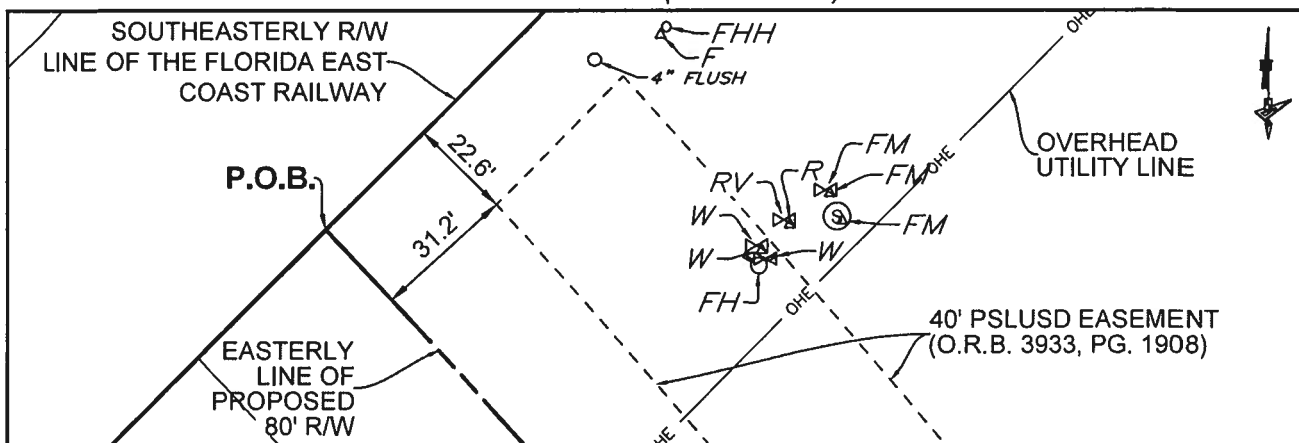 SOUTHEASTERLY R/W
LINE OF THE FLORIDA EAST
COAST RAILWAY
FHH
F
4" FLUSH
OHE
22.6'
P.O.B.
31.2'
FM
FM
OHE
OVERHEAD
UTILITY LINE
RV
R
W
S
FM
W
W
FH
OHE
40' PSLUSD EASEMENT
(O.R.B. 3933, PG. 1908)
EASTERLY
LINE OF
PROPOSED
80' R/W
OHE